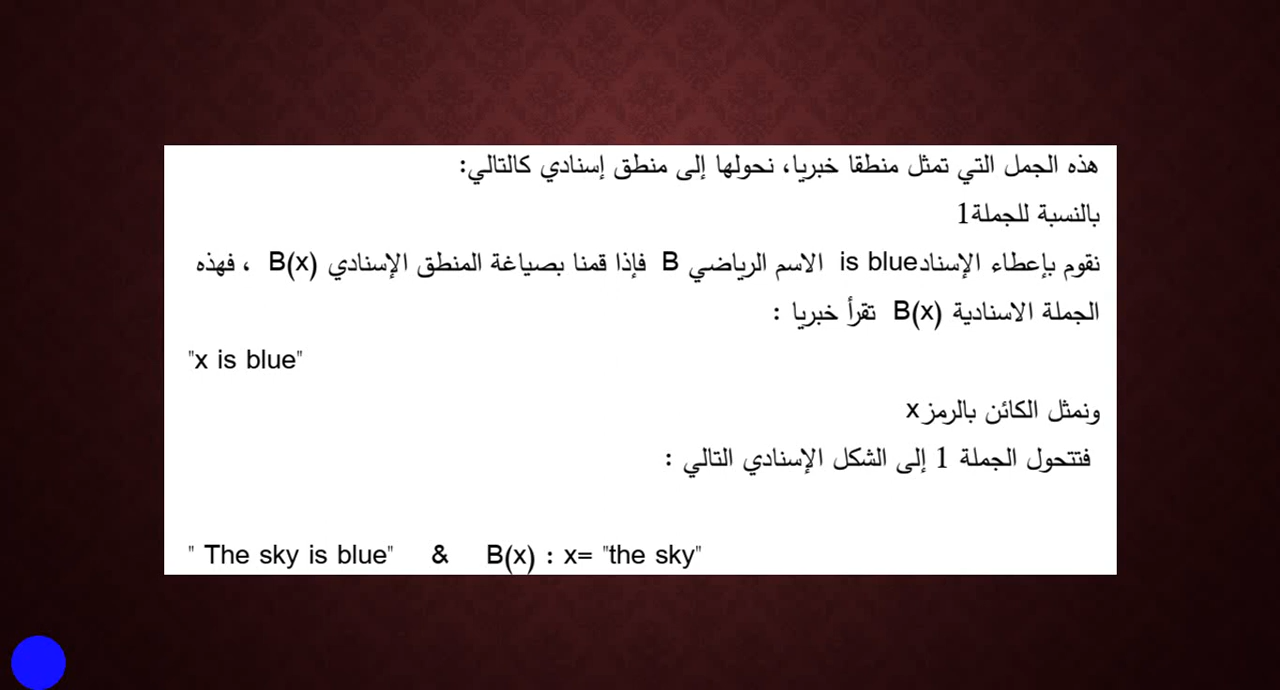 هذه الجمل التي تمثل منطقا خبريا، نحولها إلى منطق إسنادي كالتالي:
بالنسبة للجملة1
نقوم بإعطاء الإسنادis blue الاسم الرياضي B فإذا قمنا بصياغة المنطق الإسنادي B(x) ، فهذه
الجملة الاسنادية B(x) تقرأ خبريا :
"x is blue"
ونمثل الكائن بالرمزx
فتتحول الجملة 1 إلى الشكل الإسنادي التالي :
" The sky is blue" & B(x) : x= "the sky"